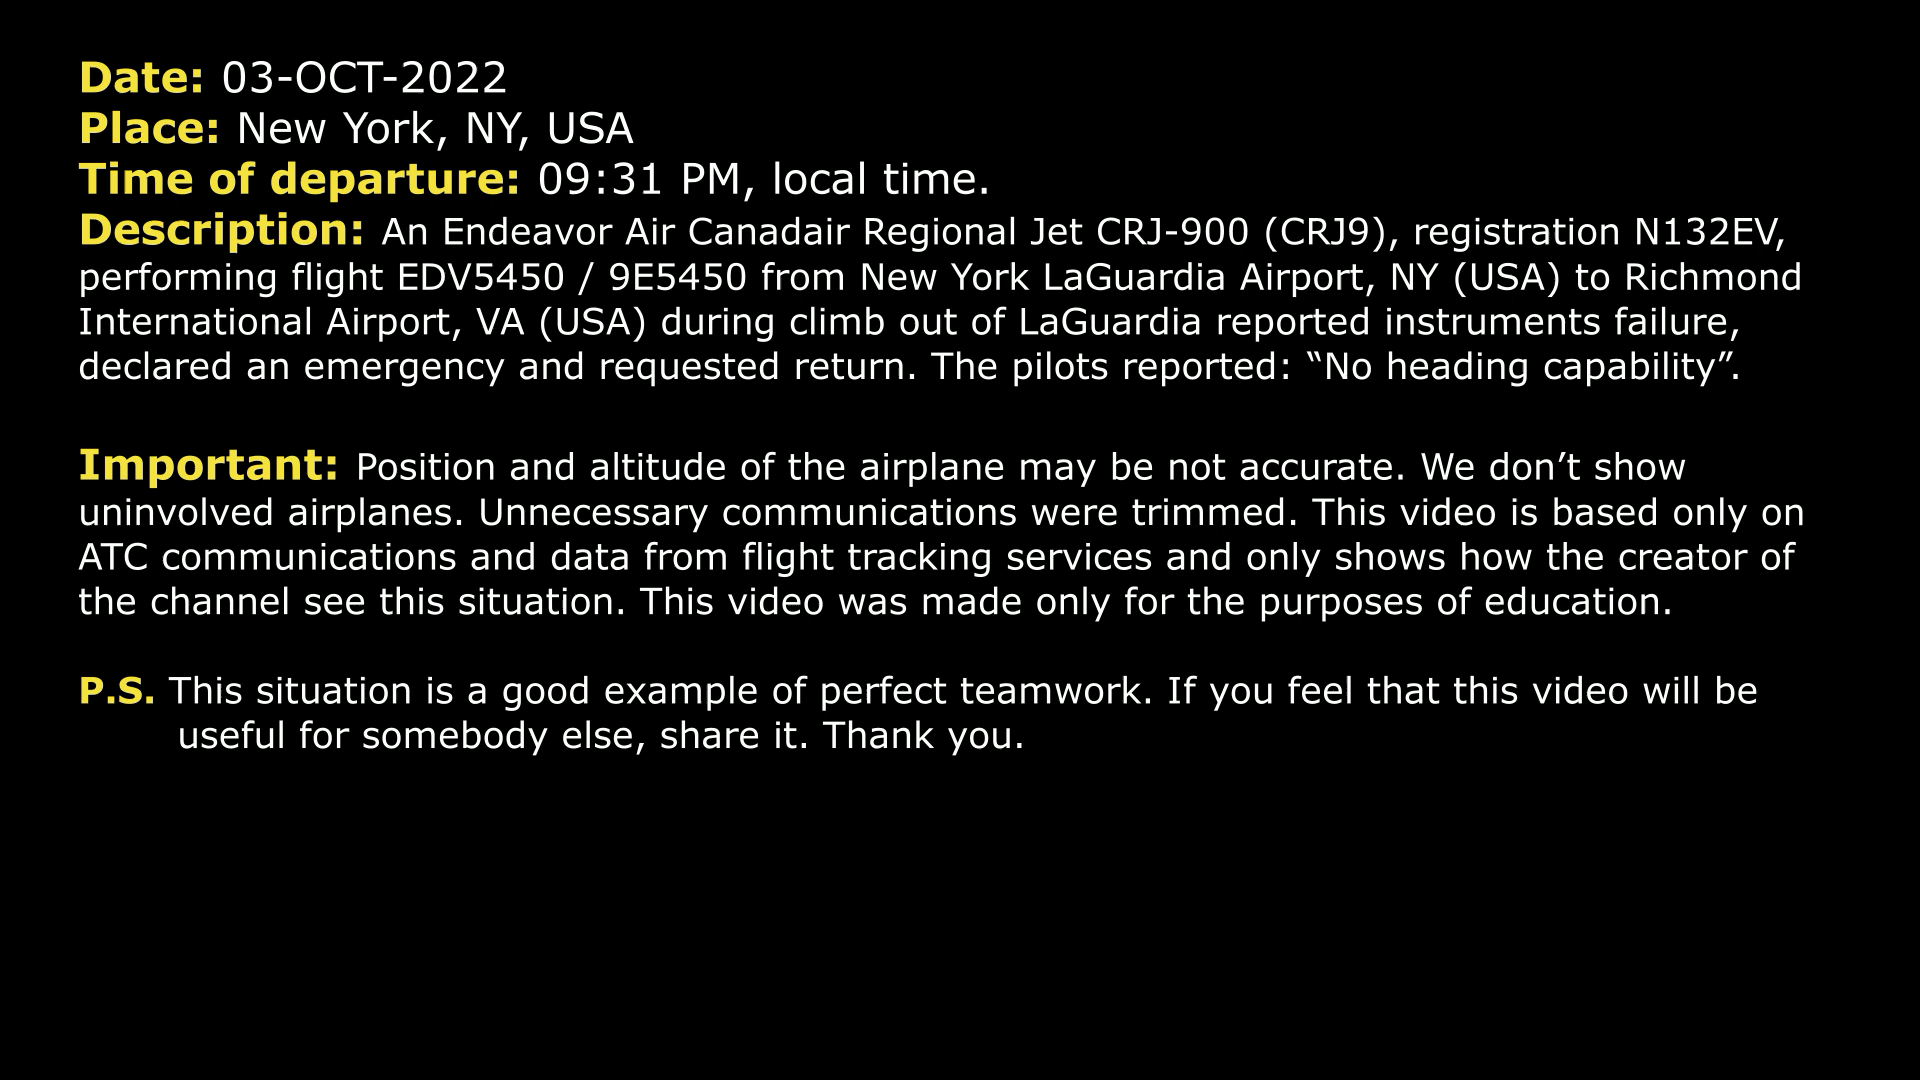 Date: 03-OCT-2022
Place: New York, NY, USA
Time of departure: 09:31 PM, local time.
Description: An Endeavor Air Canadair Regional Jet CRJ-900 (CRJ9), registration N132EV,
performing flight EDV5450 / 9E5450 from New York LaGuardia Airport, NY (USA) to Richmond
International Airport, VA (USA) during climb out of LaGuardia reported instruments failure,
declared an emergency and requested return. The pilots reported: “No heading capability”.
Important: Position and altitude of the airplane may be not accurate. We don’t show
uninvolved airplanes. Unnecessary communications were trimmed. This video is based only on
ATC communications and data from flight tracking services and only shows how the creator of
the channel see this situation. This video was made only for the purposes of education.
P.S. This situation is a good example of perfect teamwork. If you feel that this video will be
useful for somebody else, share it. Thank you.